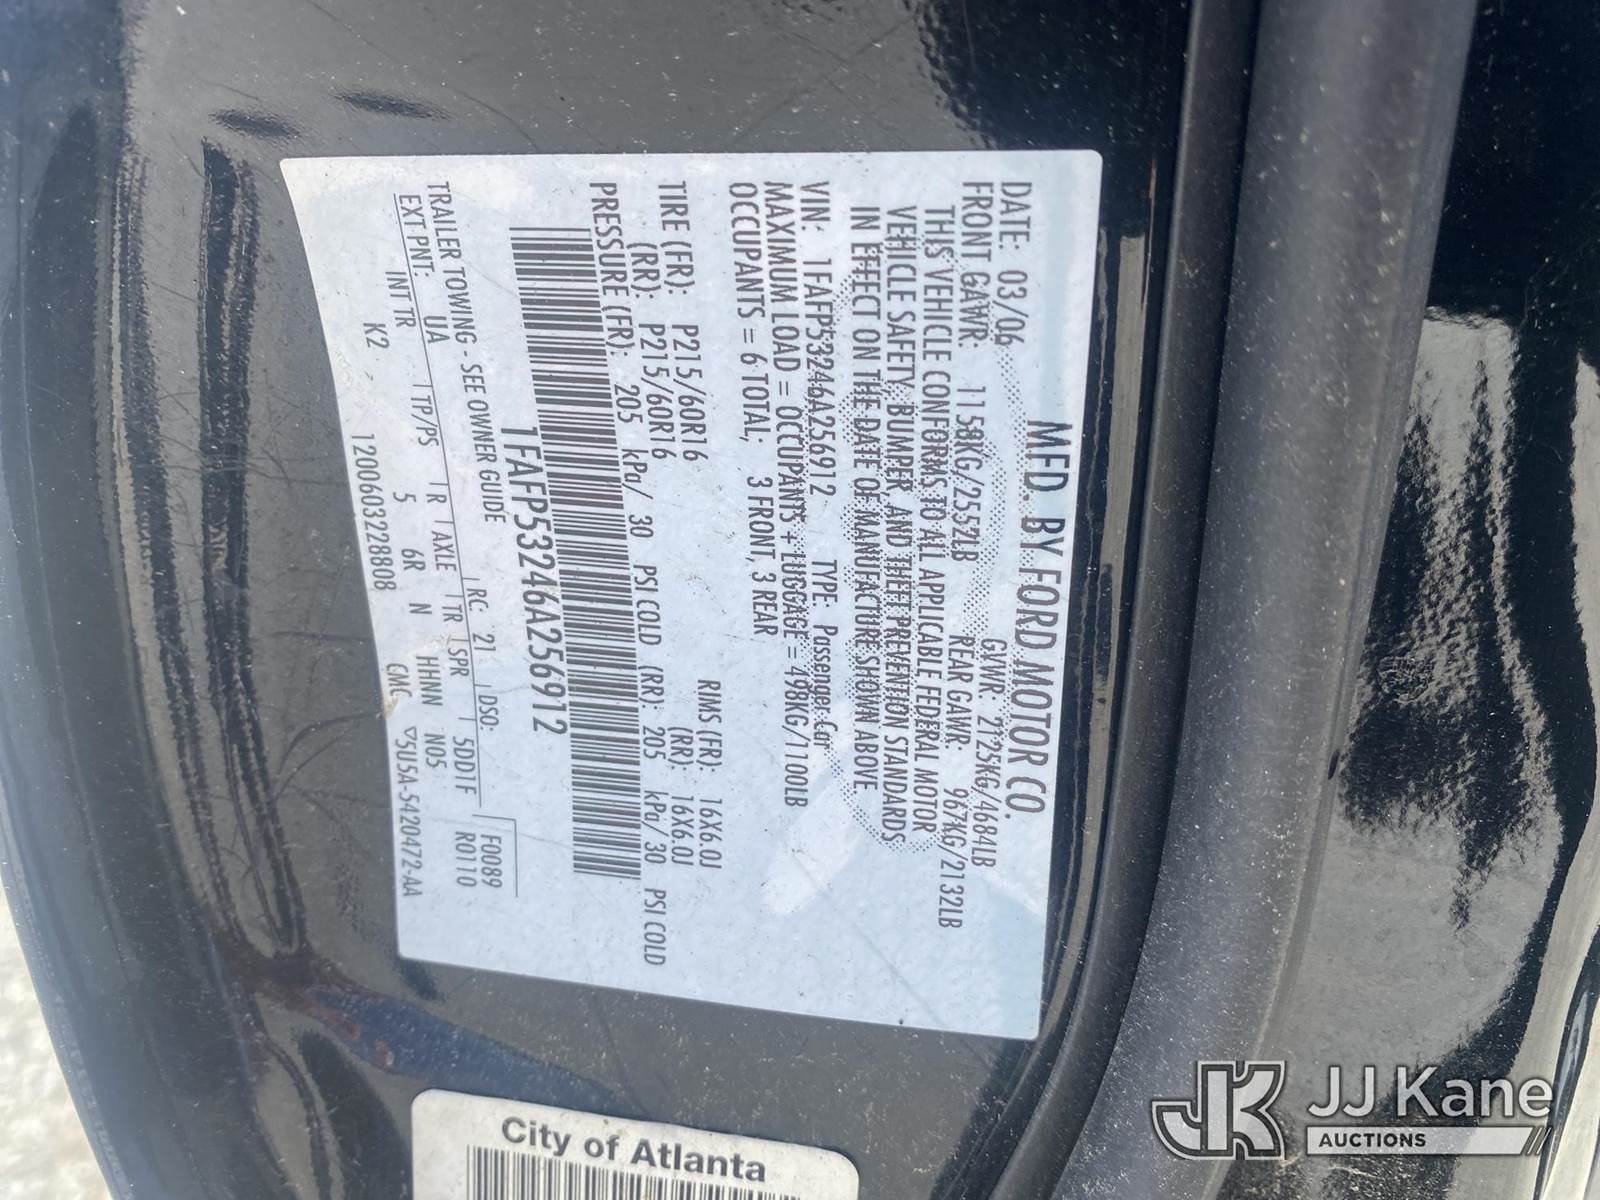 MFD. BY FORD MOTOR CO.
DATE: 03/06 GVWR: 2125KG/4684LB
FRONT GAWR: 1158KG/2552LB REAR GAWR: 967KG/2132LB
THIS VEHICLE CONFORMS TO ALL APPLICABLE FEDERAL MOTOR
VEHICLE SAFETY, BUMPER, AND THEFT PREVENTION STANDARDS
IN EFFECT ON THE DATE OF MANUFACTURE SHOWN ABOVE
VIN: 1FAFP53246A256912 TYPE: Passenger Car
MAXIMUM LOAD = OCCUPANTS + LUGGAGE = 498KG/1100LB
OCCUPANTS = 6 TOTAL, 3 FRONT, 3 REAR
TIRE (FR): P215/60R16 RMS (FR): 16X6.0J
(RR): P215/60R16 (RR): 16X6.0J
PRESSURE (FR): 205 kPa/ 30 PSI COLD (RR): 205 kPa/ 30 PSI COLD
1FAFP53246A256912
TRAILER TOWING - SEE OWNER GUIDE
EXT PNT: UA RC: 21 DSO: F0089
INT TR TP/PS R AXLE TR SPR 5DD1F R0110
K2 5 6R N HHNN NO5
1200603228808 CMC ▽5U5A-5420472-AA
City of Atlanta
JK JJ Kane
AUCTIONS